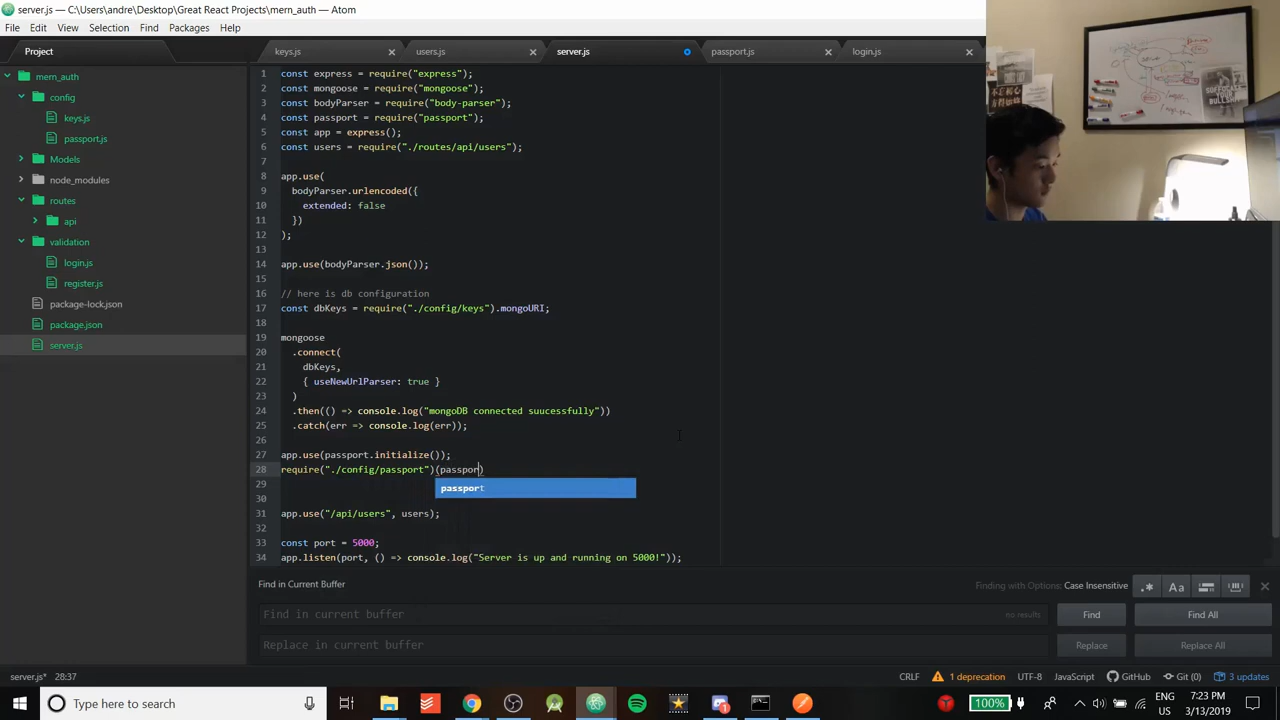 server.js — C:\Users\andre\Desktop\Great React Projects\mern_auth — Atom
File Edit View Selection Find Packages Help
Project
keys.js
users.js
server.js
passport.js
login.js
mern_auth
config
keys.js
passport.js
Models
node_modules
routes
api
validation
login.js
register.js
package-lock.json
package.json
server.js
1 const express = require("express");
2 const mongoose = require("mongoose");
3 const bodyParser = require("body-parser");
4 const passport = require("passport");
5 const app = express();
6 const users = require("./routes/api/users");
7
8 app.use(
9 bodyParser.urlencoded({
10 extended: false
11 })
12 );
13
14 app.use(bodyParser.json());
15
16 // here is db configuration
17 const dbKeys = require("./config/keys").mongoURI;
18
19 mongoose
20 .connect(
21 dbKeys,
22 { useNewUrlParser: true }
23 )
24 .then(() => console.log("mongoDB connected suucessfully"))
25 .catch(err => console.log(err));
26
27 app.use(passport.initialize());
28 require("./config/passport")(passpor)
passport
29
30
31 app.use("/api/users", users);
32
33 const port = 5000;
34 app.listen(port, () => console.log("Server is up and running on 5000!"));
Find in Current Buffer
Finding with Options: Case Insensitive
.* Aa
Find in current buffer
no results
Find
Find All
Replace in current buffer
Replace
Replace All
server.js* 28:37
CRLF 1 deprecation UTF-8 JavaScript GitHub Git (0) 3 updates
Type here to search
100%
ENG
US
7:23 PM
3/13/2019
SUFFOCATE YOUR BULLSHIT